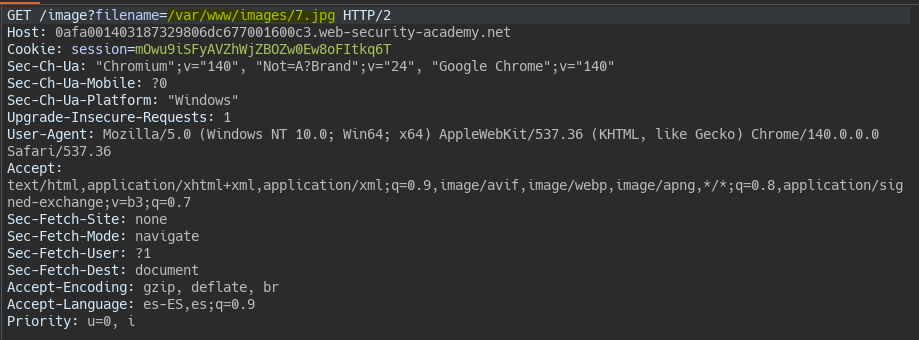 GET /image?filename=/var/www/images/7.jpg HTTP/2
Host: 0afa001403187329806dc677001600c3.web-security-academy.net
Cookie: session=mOwu9iSFyAVZhWjZBOZw0Ew8oFItkq6T
Sec-Ch-Ua: "Chromium";v="140", "Not=A?Brand";v="24", "Google Chrome";v="140"
Sec-Ch-Ua-Mobile: ?0
Sec-Ch-Ua-Platform: "Windows"
Upgrade-Insecure-Requests: 1
User-Agent: Mozilla/5.0 (Windows NT 10.0; Win64; x64) AppleWebKit/537.36 (KHTML, like Gecko) Chrome/140.0.0.0
Safari/537.36
Accept:
text/html,application/xhtml+xml,application/xml;q=0.9,image/avif,image/webp,image/apng,*/*;q=0.8,application/sig
ned-exchange;v=b3;q=0.7
Sec-Fetch-Site: none
Sec-Fetch-Mode: navigate
Sec-Fetch-User: ?1
Sec-Fetch-Dest: document
Accept-Encoding: gzip, deflate, br
Accept-Language: es-ES,es;q=0.9
Priority: u=0, i